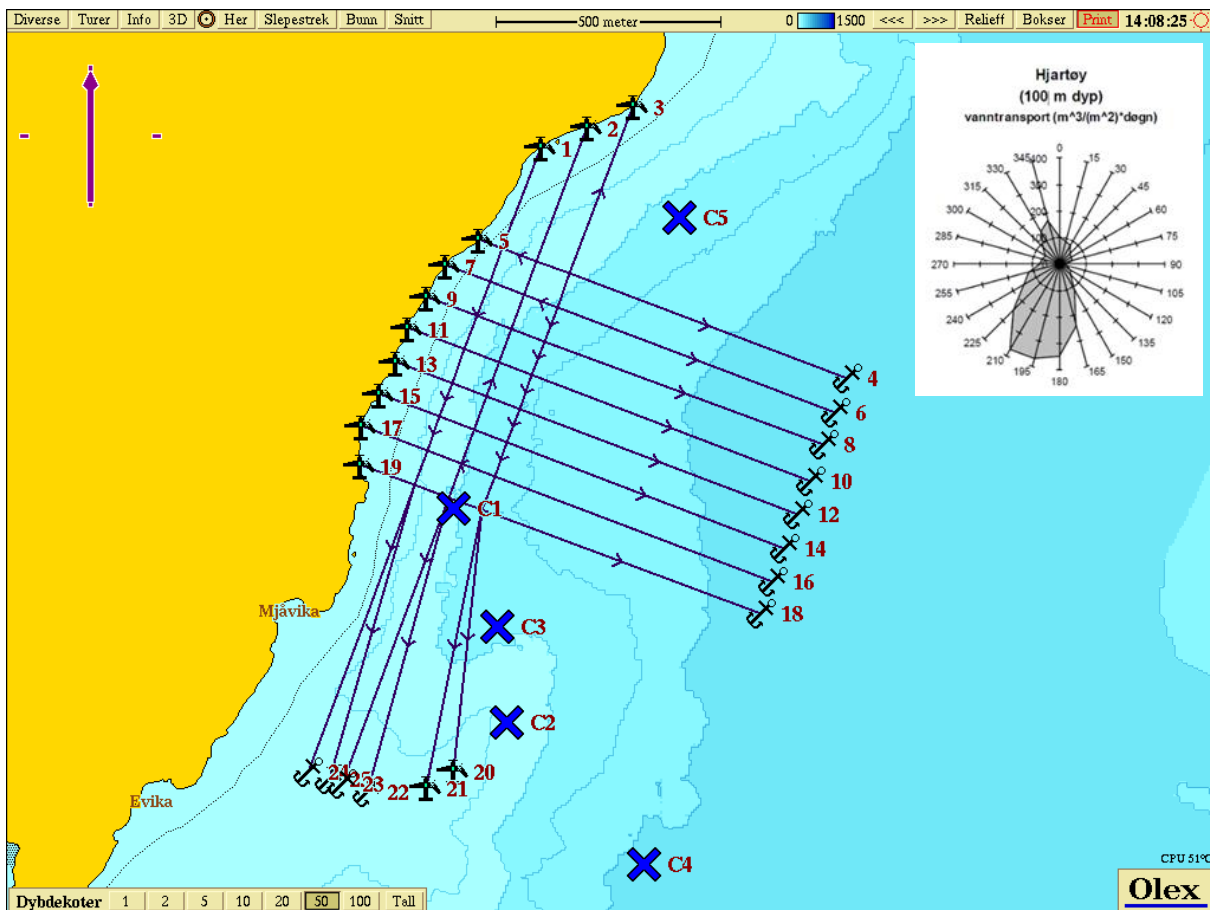 Diverse Turer Info 3D Her Slepestrek Bunn Snitt 500 meter 0 1500 <<< >>> Relieff Bokser Print 14:08:25
Hjartøy
(100 m dyp)
vanntransport (m^3/(m^2)*døgn)
0
345 400 15
330 300 30
315 200 45
300 100 60
285 75
270 90
255 105
240 120
225 135
210 150
195 165
180
3
2
1
C5
5
7
9
11
13
4
15
6
17
8
19
10
C1
12
14
16
18
Mjåvika
C3
C2
20
24 25 23 22 21
Evika
C4
CPU 51°C
Olex
Dybdekoter 1 2 5 10 20 50 100 Tall